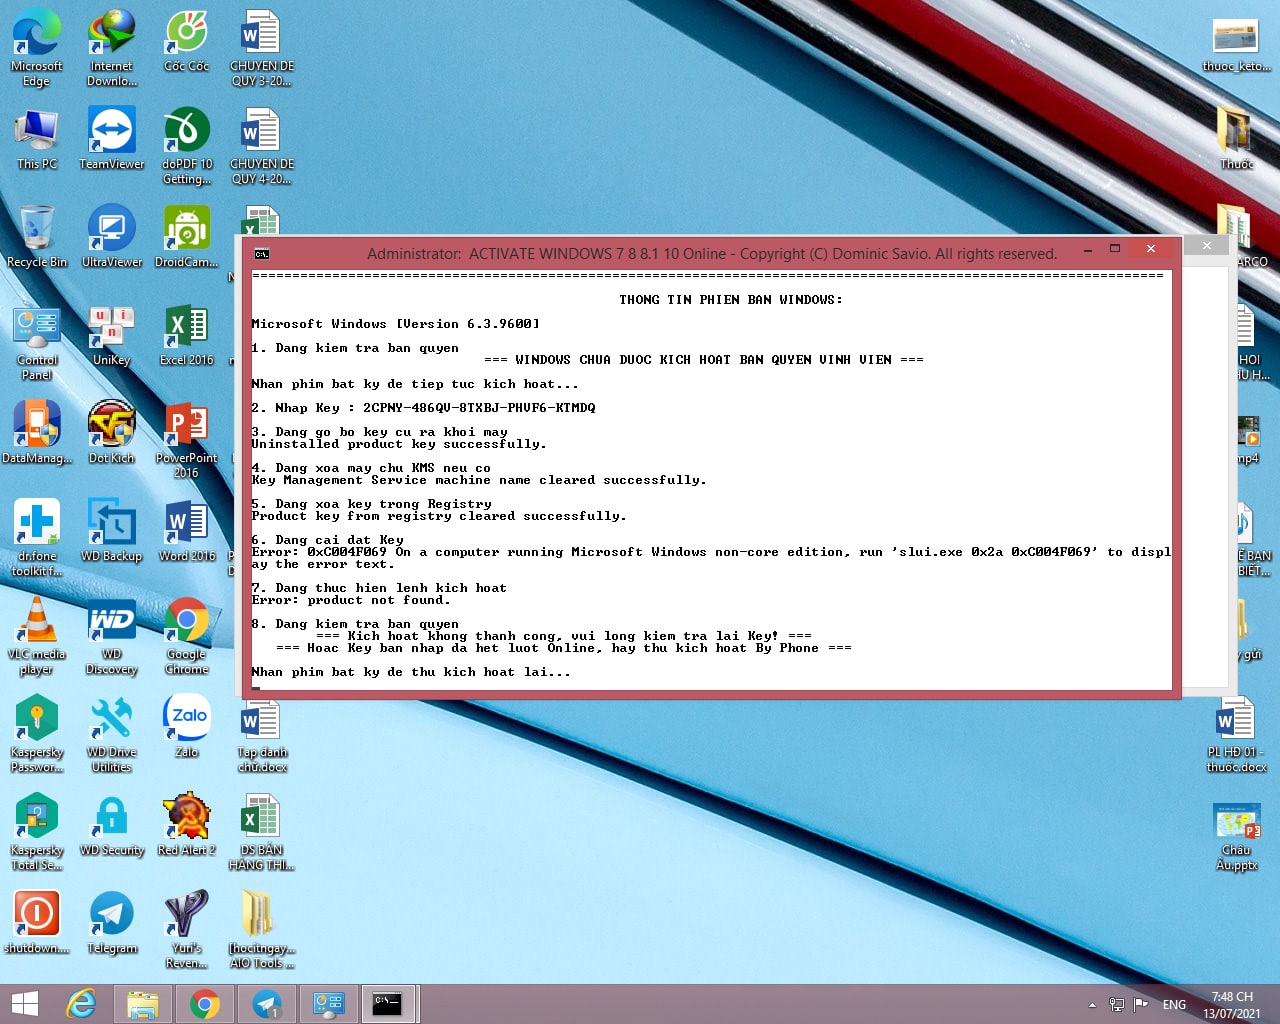 Microsoft Edge
Internet Downlo...
Cốc Cốc
CHUYEN DE QUY 3-20...
thuoc_keto...
This PC
TeamViewer
doPDF 10 Getting...
CHUYEN DE QUY 4-20...
Thuốc
Recycle Bin
UltraViewer
DroidCam...
ARCO
Administrator: ACTIVATE WINDOWS 7 8 8.1 10 Online - Copyright (C) Dominic Savio. All rights reserved.
THONG TIN PHIEN BAN WINDOWS:
Microsoft Windows [Version 6.3.9600]
1. Dang kiem tra ban quyen
=== WINDOWS CHUA DUOC KICH HOAT BAN QUYEN VINH VIEN ===
Nhan phim bat ky de tiep tuc kich hoat...
2. Nhap Key : 2CPNY-486QV-8TXBJ-PHVF6-KTMDQ
3. Dang go bo key cu ra khoi may
Uninstalled product key successfully.
4. Dang xoa may chu KMS neu co
Key Management Service machine name cleared successfully.
5. Dang xoa key trong Registry
Product key from registry cleared successfully.
6. Dang cai dat Key
Error: 0xC004F069 On a computer running Microsoft Windows non-core edition, run 'slui.exe 0x2a 0xC004F069' to displ
ay the error text.
7. Dang thuc hien lenh kich hoat
Error: product not found.
8. Dang kiem tra ban quyen
=== Kich hoat khong thanh cong, vui long kiem tra lai Key! ===
=== Hoac Key ban nhap da het luot Online, hay thu kich hoat By Phone ===
Nhan phim bat ky de thu kich hoat lai...
Control Panel
UniKey
Excel 2016
HOI
HU H...
DataManag...
Dot Kich
PowerPoint 2016
mp4
dr.fone toolkit f...
WD Backup
Word 2016
BAN
BIẾT...
VLC media player
WD
WD Discovery
Google Chrome
gửi
Kaspersky Passwor...
WD Drive Utilities
Zalo
Zalo
Tap danh chữ.docx
PL HĐ 01 - thuốc.docx
Kaspersky Total Se...
WD Security
Red Alert 2
DS BÁN HÀNG THI...
Châu Âu.pptx
shutdown....
Telegram
Yuri's Reven...
[hocitngay... AIO Tools ...
1
ENG
7:48 CH
13/07/2021